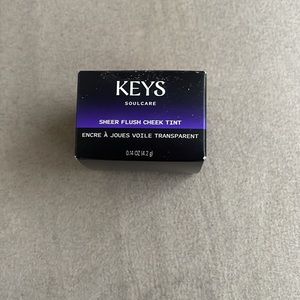 KEYS
SOULCARE
SHEER FLUSH CHEEK TINT
ENCRE À JOUES VOILE TRANSPARENT
0.14 OZ (4.2 g)